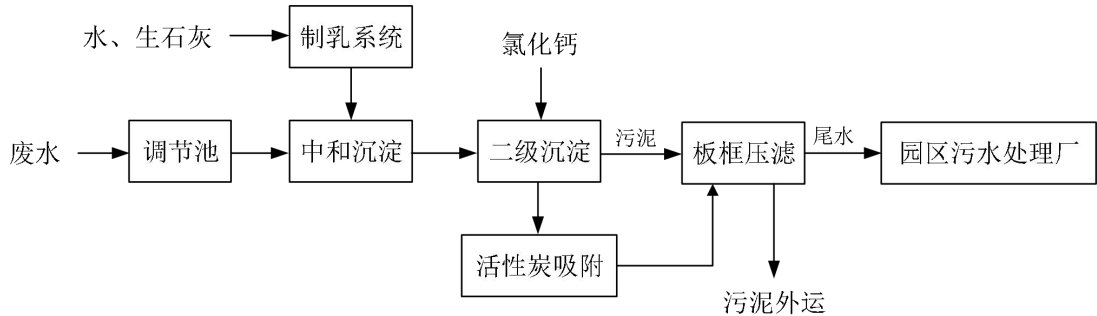 水、生石灰
制乳系统
氯化钙
废水
调节池
中和沉淀
二级沉淀
污泥
板框压滤
尾水
园区污水处理厂
活性炭吸附
污泥外运